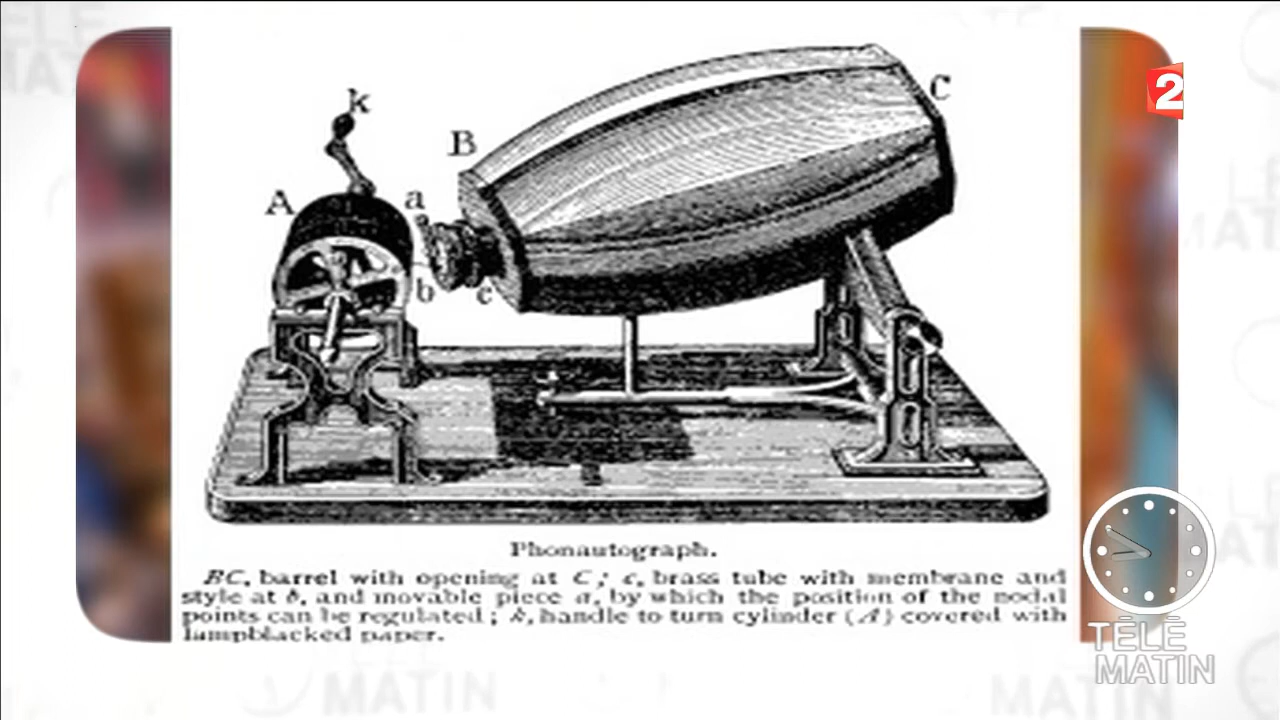 2
k
C
B
A
a
b
c
Phonautograph.
BC, barrel with opening at C; c, brass tube with membrane and
style at b, and movable piece a, by which the position of the nodal
points can be regulated; k, handle to turn cylinder (A) covered with
lampblacked paper.
TÉLÉ
MATIN